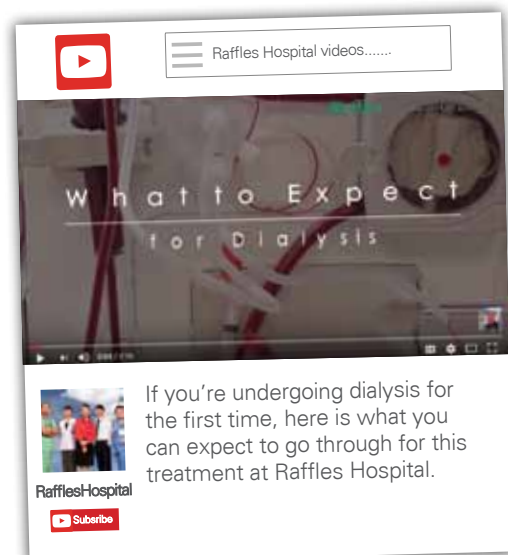 Raffles Hospital videos.......
What to Expect
for Dialysis
If you're undergoing dialysis for
the first time, here is what you
can expect to go through for this
treatment at Raffles Hospital.
RafflesHospital
Subsribe